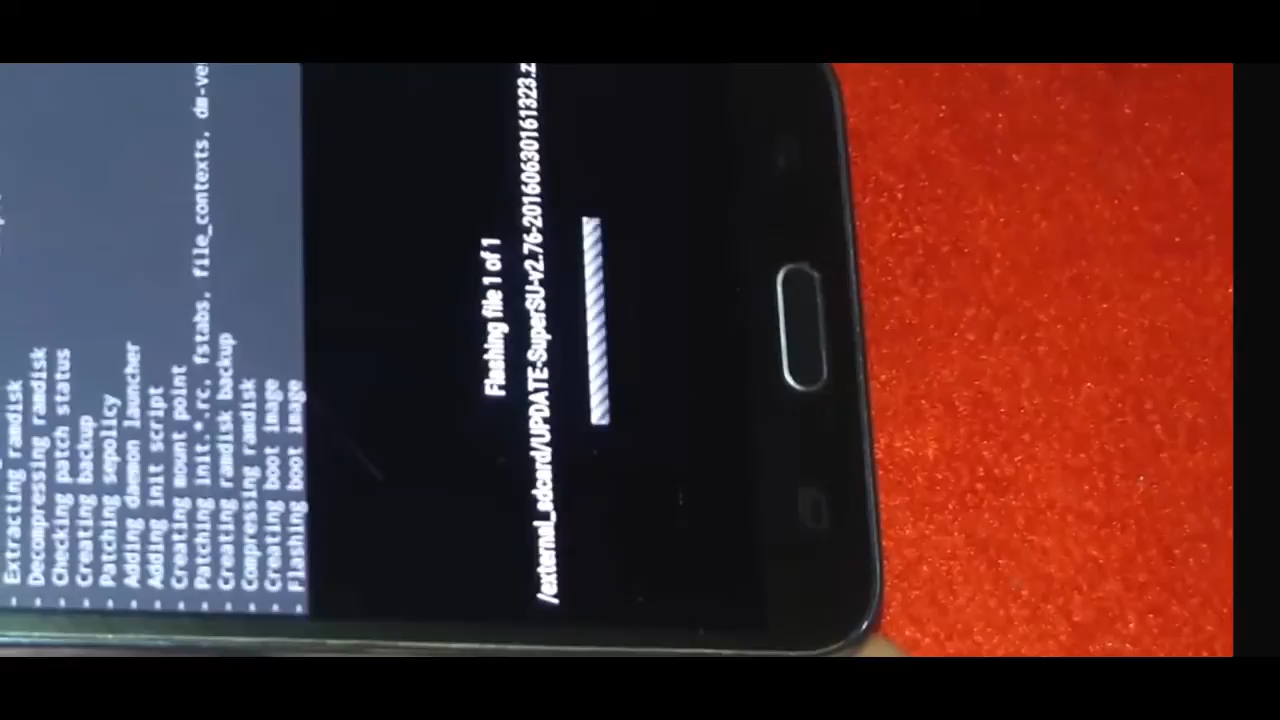 - Extracting ramdisk
- Decompressing ramdisk
- Checking patch status
- Creating backup
- Patching sepolicy
- Adding daemon launcher
- Adding init script
- Creating mount point
- Patching init.*.rc, fstabs, file_contexts, dm-ve
- Creating ramdisk backup
- Compressing ramdisk
- Creating boot image
- Flashing boot image
Flashing file 1 of 1
/external_sdcard/UPDATE-SuperSU-v2.76-20160630161323.z